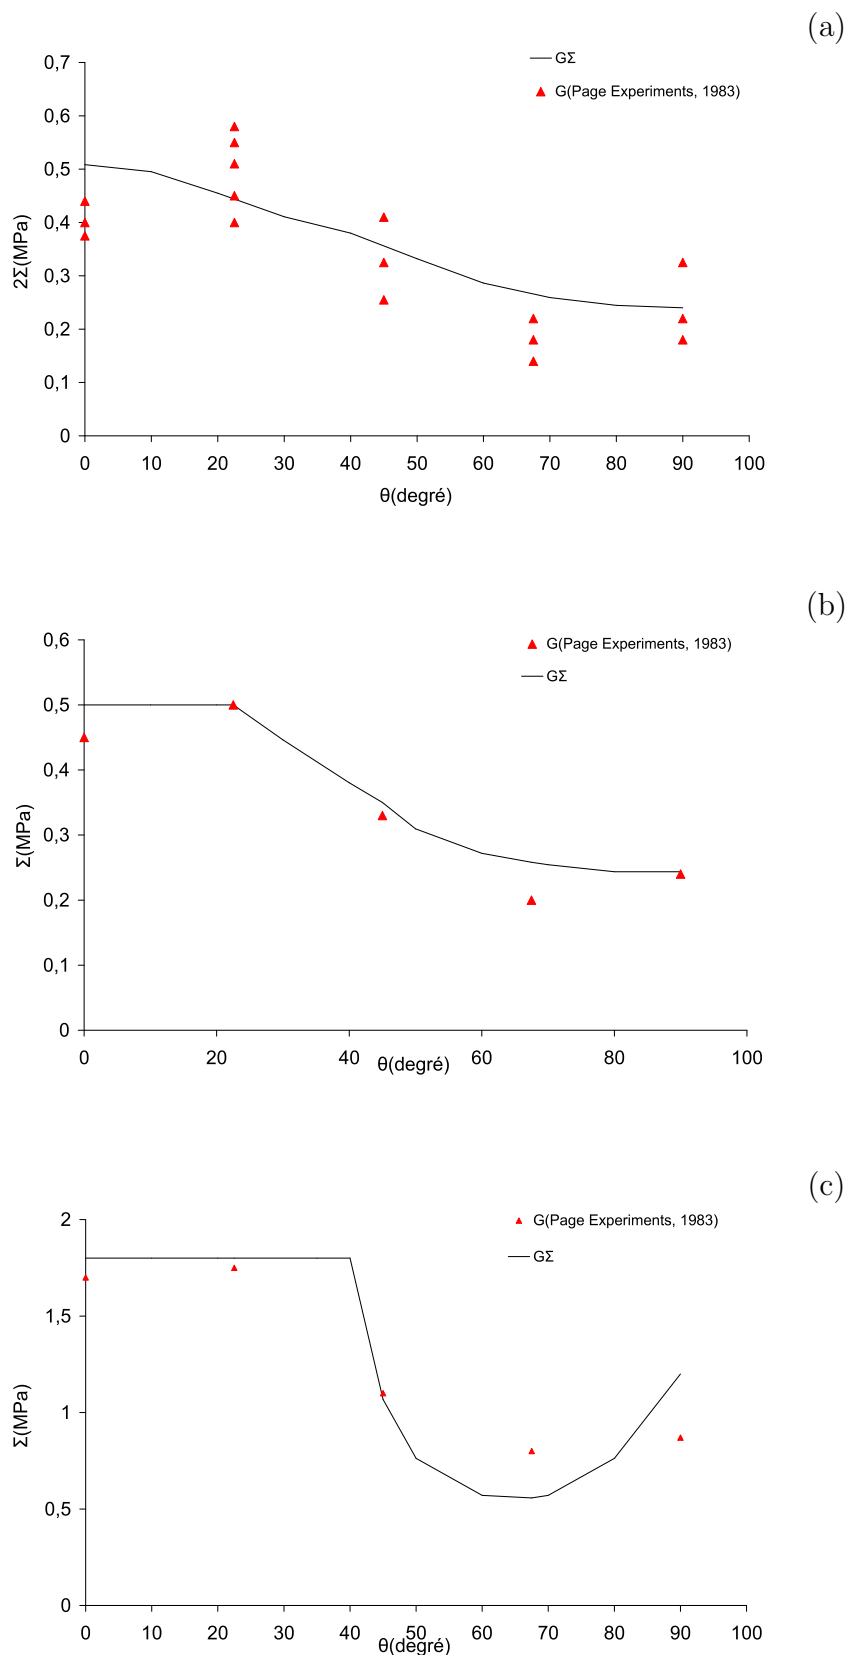 (a)
0,7
GΣ
0,6
G(Page Experiments, 1983)
0,5
0,4
0,3
0,2
0,1
0
2Σ(MPa)
0 10 20 30 40 50 60 70 80 90 100
θ(degré)
(b)
0,6
G(Page Experiments, 1983)
GΣ
0,5
0,4
0,3
0,2
0,1
0
Σ(MPa)
0 20 40 60 80 100
θ(degré)
(c)
2
G(Page Experiments, 1983)
GΣ
1,5
1
0,5
0
Σ(MPa)
0 10 20 30 40 50 60 70 80 90 100
θ(degré)